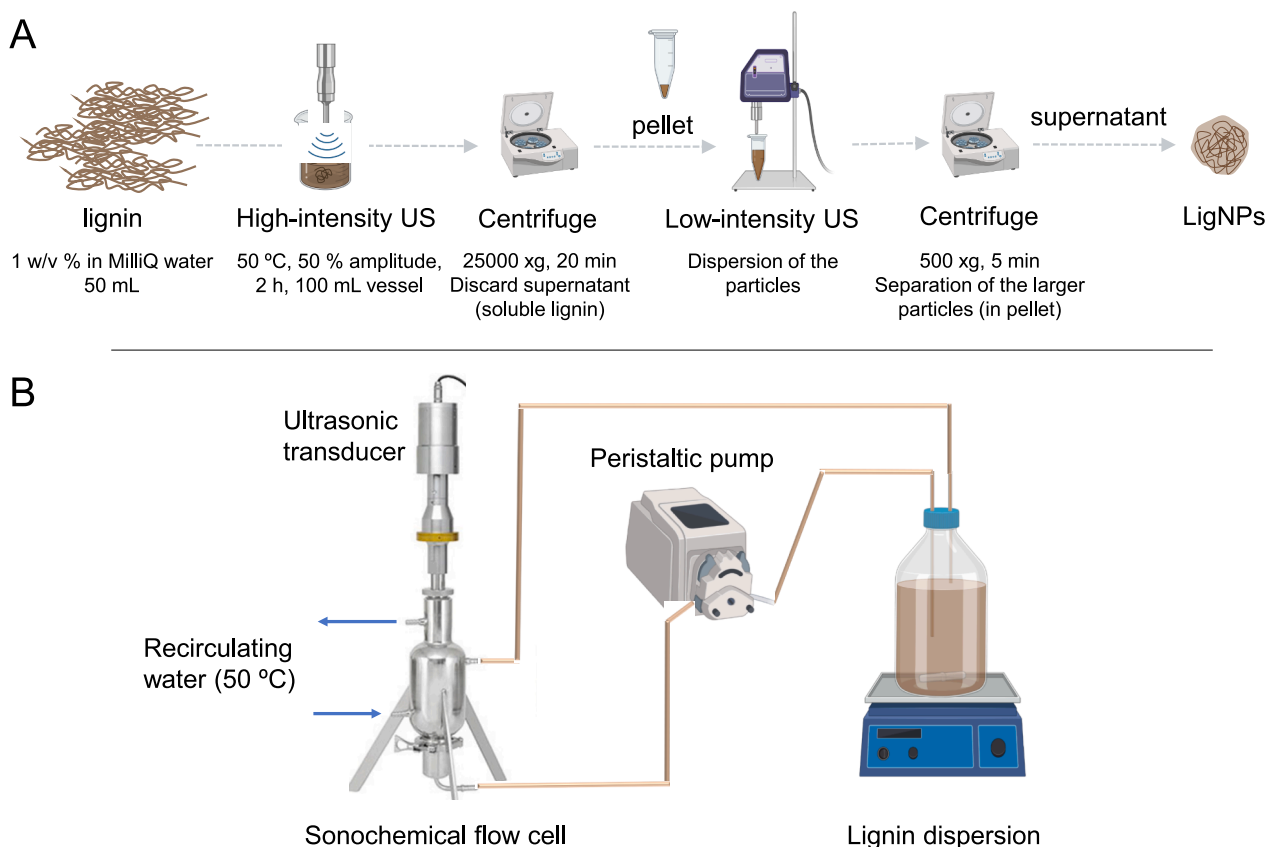 A
pellet
supernatant
lignin
1 w/v % in MilliQ water
50 mL
High-intensity US
50 ºC, 50 % amplitude,
2 h, 100 mL vessel
Centrifuge
25000 xg, 20 min
Discard supernatant
(soluble lignin)
Low-intensity US
Dispersion of the
particles
Centrifuge
500 xg, 5 min
Separation of the larger
particles (in pellet)
LigNPs
B
Ultrasonic
transducer
Peristaltic pump
Recirculating
water (50 ºC)
Sonochemical flow cell
Lignin dispersion